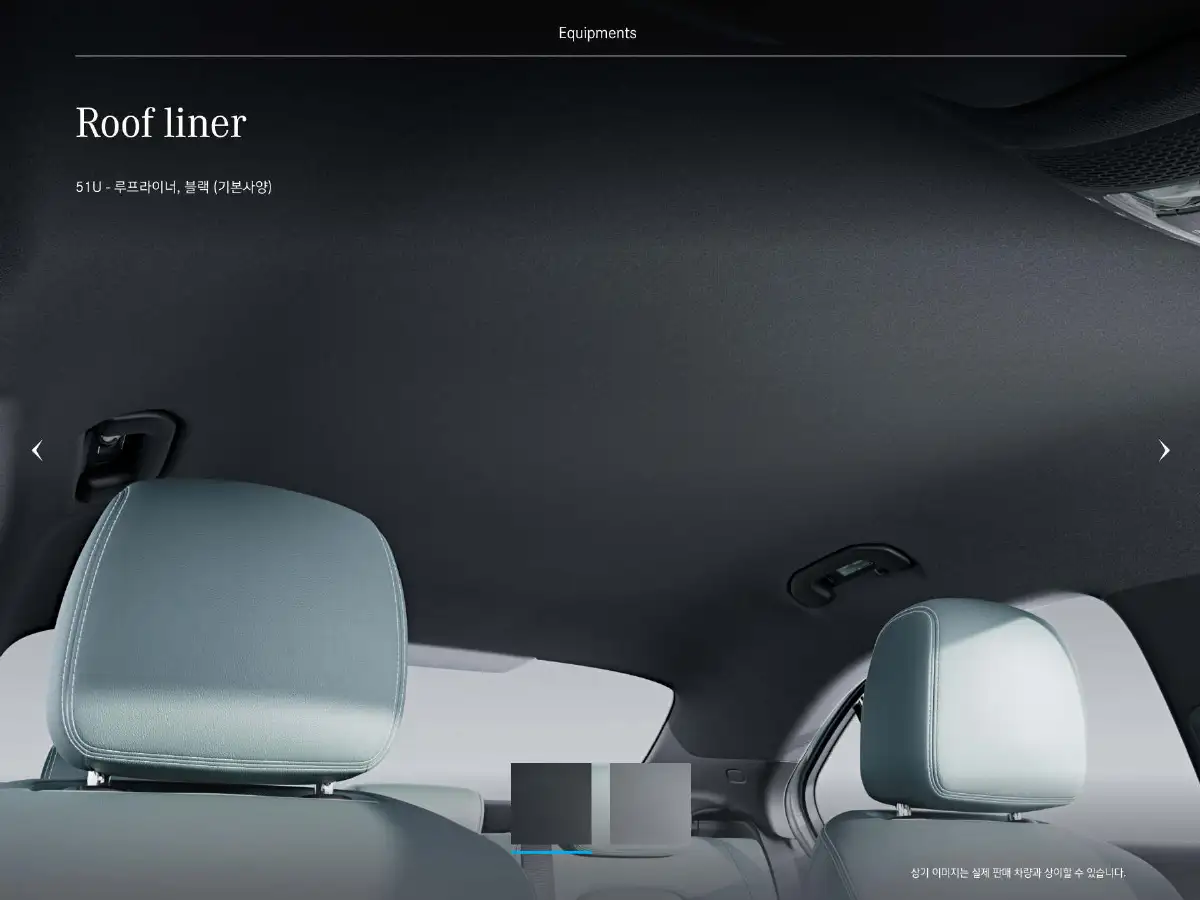 Equipments
Roof liner
51U - 루프라이너, 블랙 (기본사양)
상기 이미지는 실제 판매 차량과 상이할 수 있습니다.